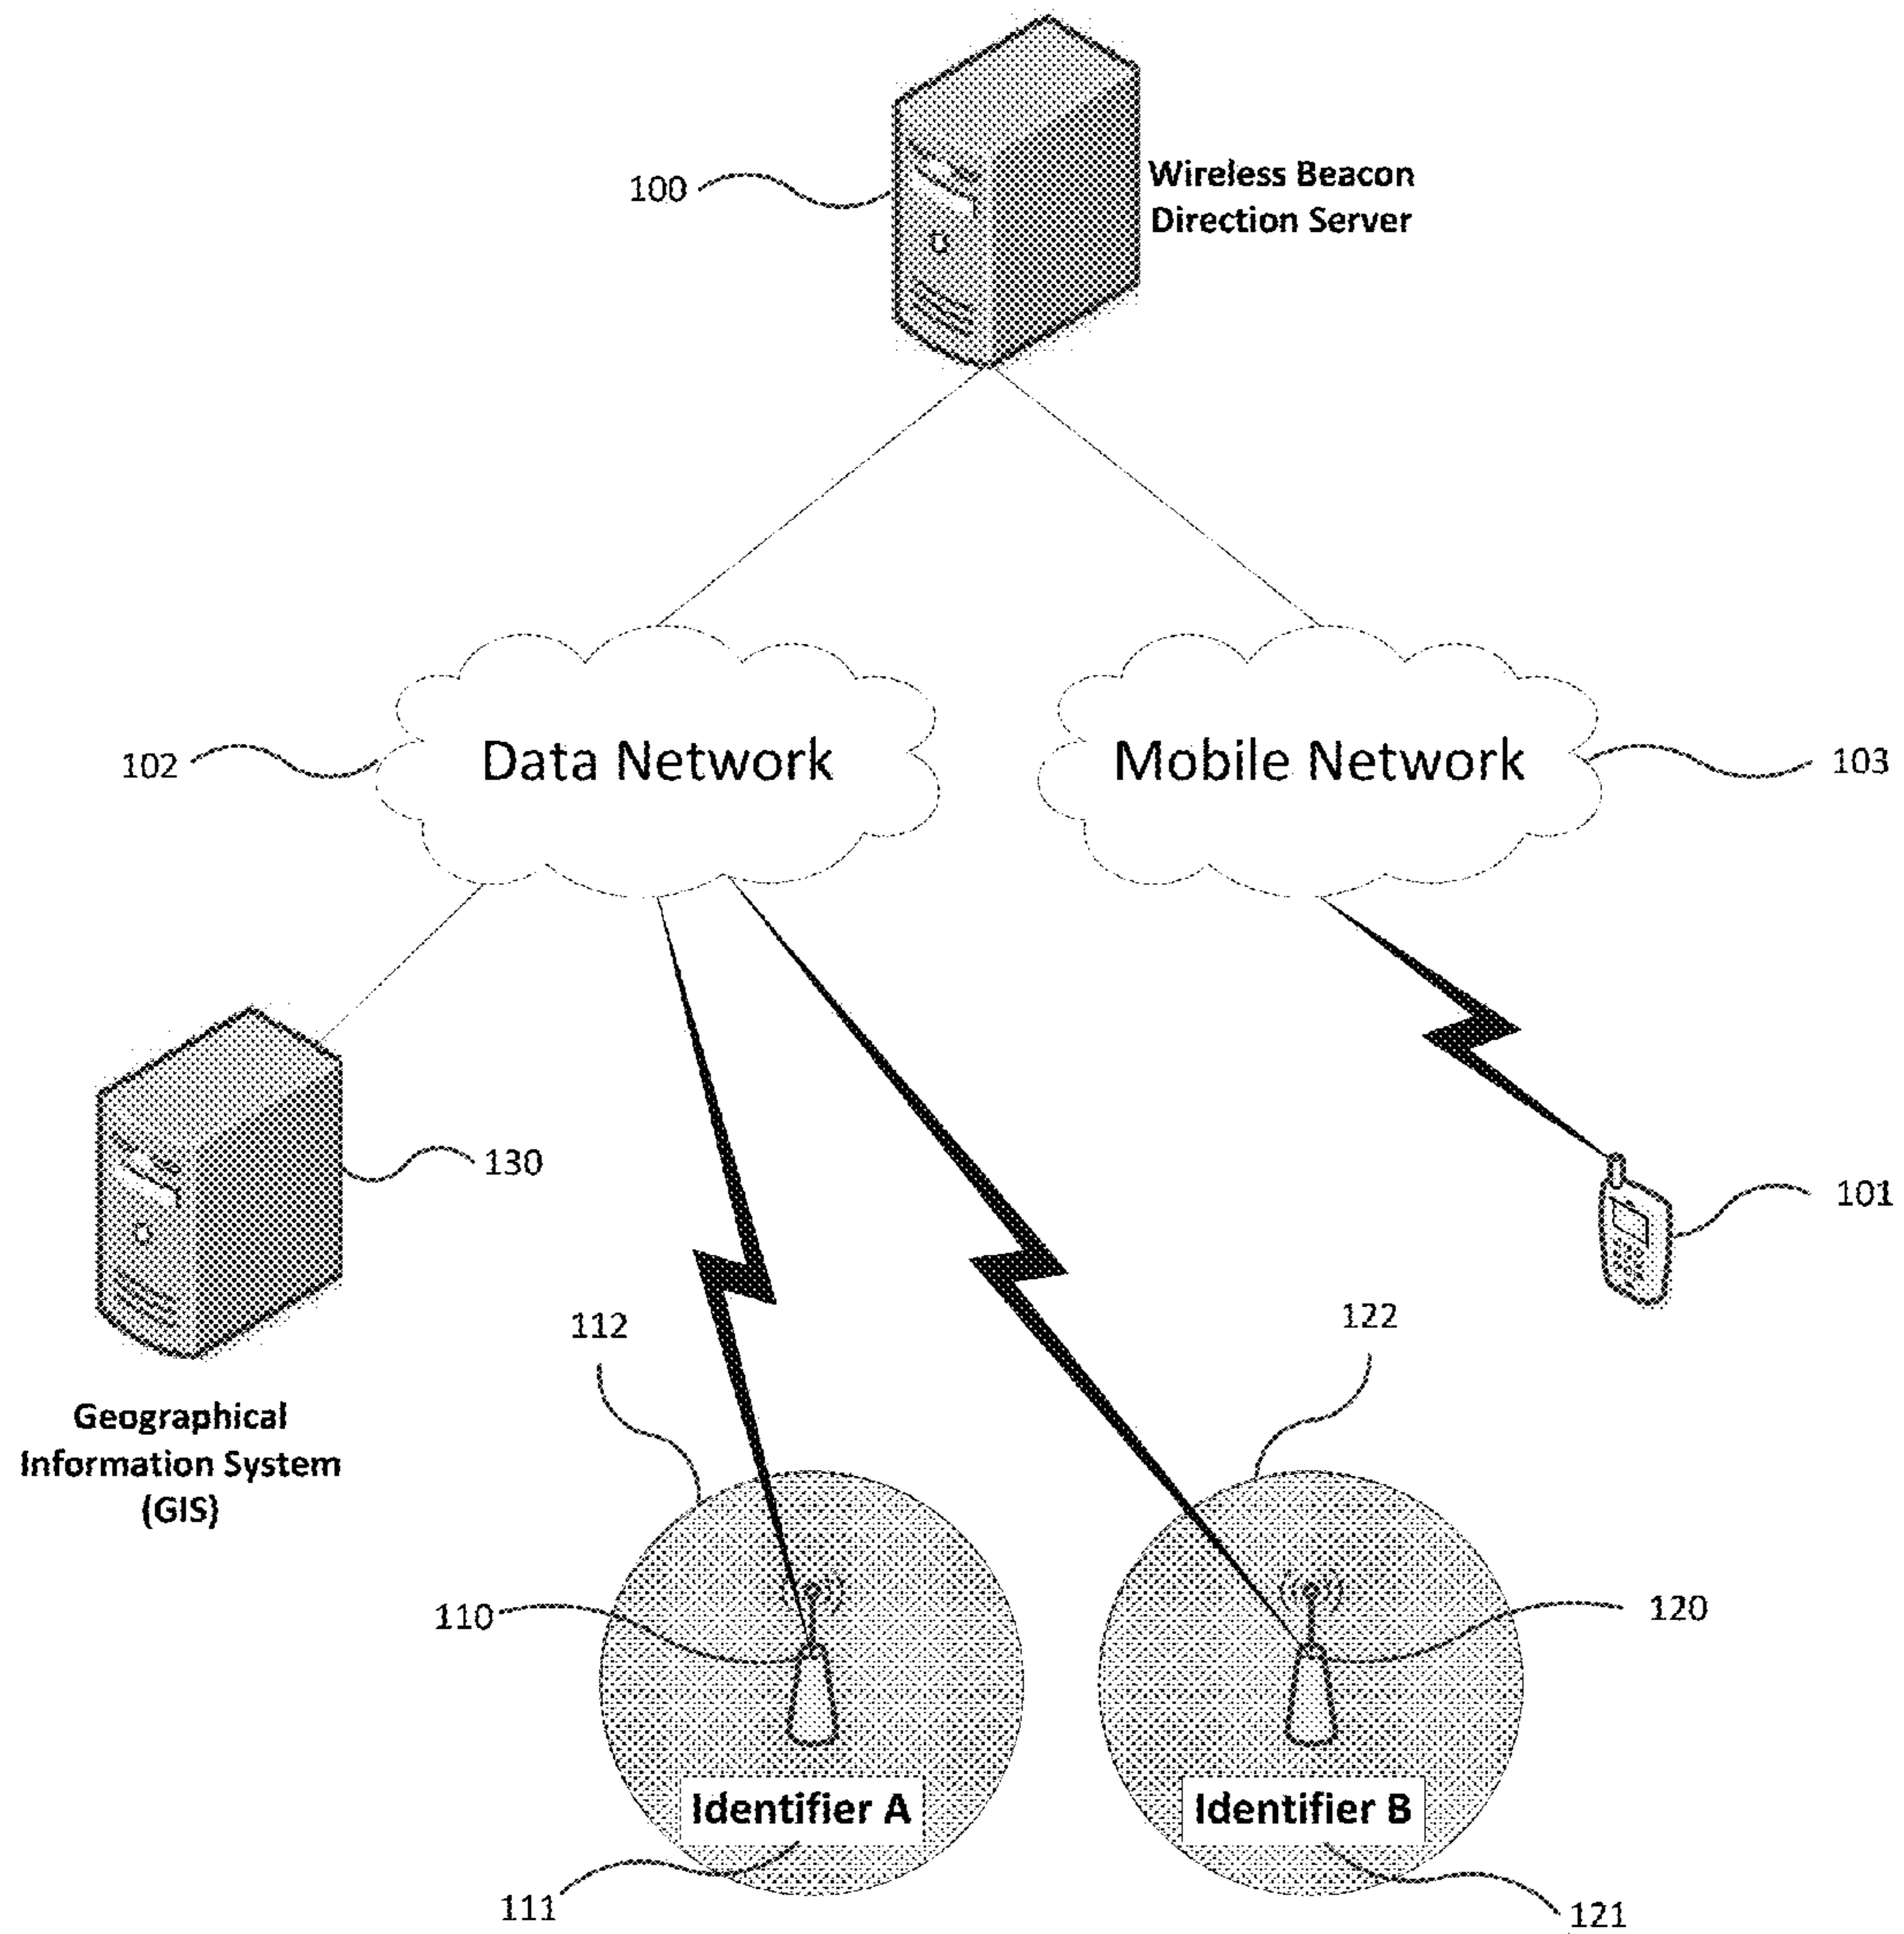 100
Wireless Beacon
Direction Server
102
Data Network
Mobile Network
103
130
101
112
122
Geographical
Information System
(GIS)
110
120
Identifier A
Identifier B
111
121